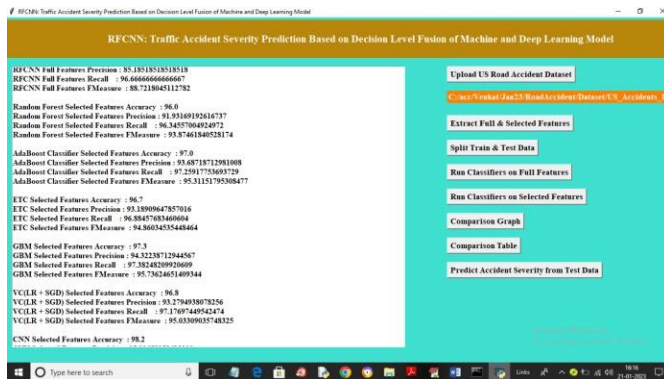 RFCNN: Traffic Accident Severity Prediction Based on Decision Level Fusion of Machine and Deep Learning Model
RFCNN: Traffic Accident Severity Prediction Based on Decision Level Fusion of Machine and Deep Learning Model
RFCNN Full Features Precision : 85.18518518518518
RFCNN Full Features Recall : 96.66666666666667
RFCNN Full Features FMeasure : 88.7218045112782
Random Forest Selected Features Accuracy : 96.0
Random Forest Selected Features Precision : 91.93169192616737
Random Forest Selected Features Recall : 96.34557004924972
Random Forest Selected Features FMeasure : 93.87461840528174
AdaBoost Classifier Selected Features Accuracy : 97.0
AdaBoost Classifier Selected Features Precision : 93.68718712981008
AdaBoost Classifier Selected Features Recall : 97.25917753693729
AdaBoost Classifier Selected Features FMeasure : 95.31151795308477
ETC Selected Features Accuracy : 96.7
ETC Selected Features Precision : 93.18909647857016
ETC Selected Features Recall : 96.88457683460604
ETC Selected Features FMeasure : 94.86034535448464
GBM Selected Features Accuracy : 97.3
GBM Selected Features Precision : 94.32238712944567
GBM Selected Features Recall : 97.38248209920609
GBM Selected Features FMeasure : 95.73624651409344
VC(LR + SGD) Selected Features Accuracy : 96.8
VC(LR + SGD) Selected Features Precision : 93.2794938078256
VC(LR + SGD) Selected Features Recall : 97.17697449542474
VC(LR + SGD) Selected Features FMeasure : 95.03309035748325
CNN Selected Features Accuracy : 98.2
Upload US Road Accident Dataset
C:/ucc/Venkat/Jan23/RoadAccident/Dataset/US_Accidents_
Extract Full & Selected Features
Split Train & Test Data
Run Classifiers on Full Features
Run Classifiers on Selected Features
Comparison Graph
Comparison Table
Predict Accident Severity from Test Data
Type here to search
Links
16:16
21-01-2023